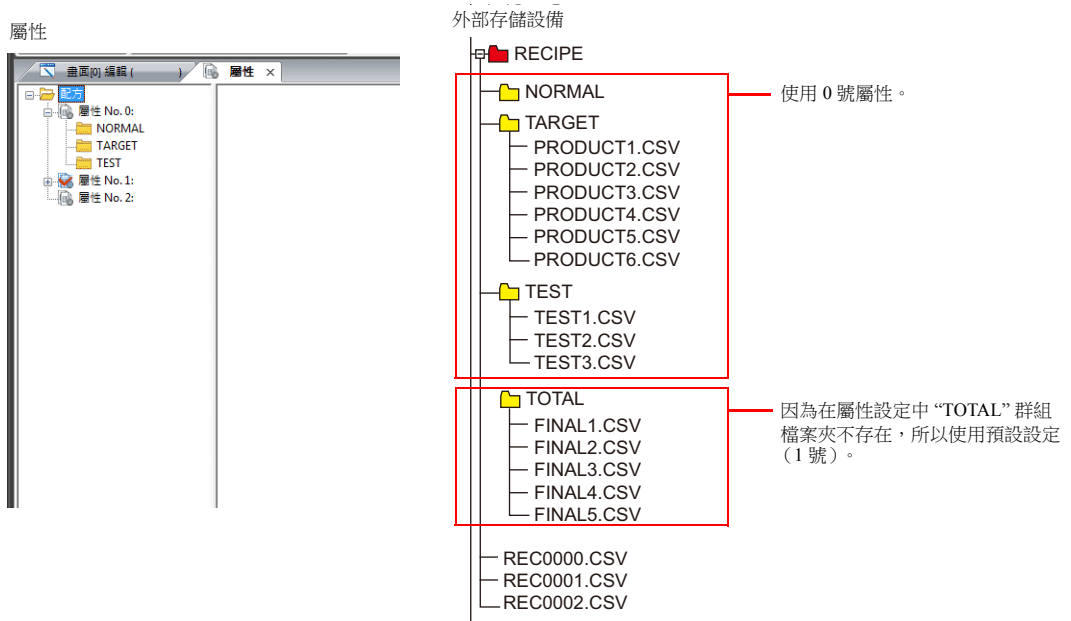 屬性
畫面[0] 編輯 ( )
屬性 ×
配方
屬性 No. 0:
NORMAL
TARGET
TEST
屬性 No. 1:
屬性 No. 2:
外部存儲設備
RECIPE
NORMAL
TARGET
PRODUCT1.CSV
PRODUCT2.CSV
PRODUCT3.CSV
PRODUCT4.CSV
PRODUCT5.CSV
PRODUCT6.CSV
TEST
TEST1.CSV
TEST2.CSV
TEST3.CSV
TOTAL
FINAL1.CSV
FINAL2.CSV
FINAL3.CSV
FINAL4.CSV
FINAL5.CSV
REC0000.CSV
REC0001.CSV
REC0002.CSV
使用 0 號屬性。
因為在屬性設定中 “TOTAL” 群組
檔案夾不存在，所以使用預設設定
（1 號）。